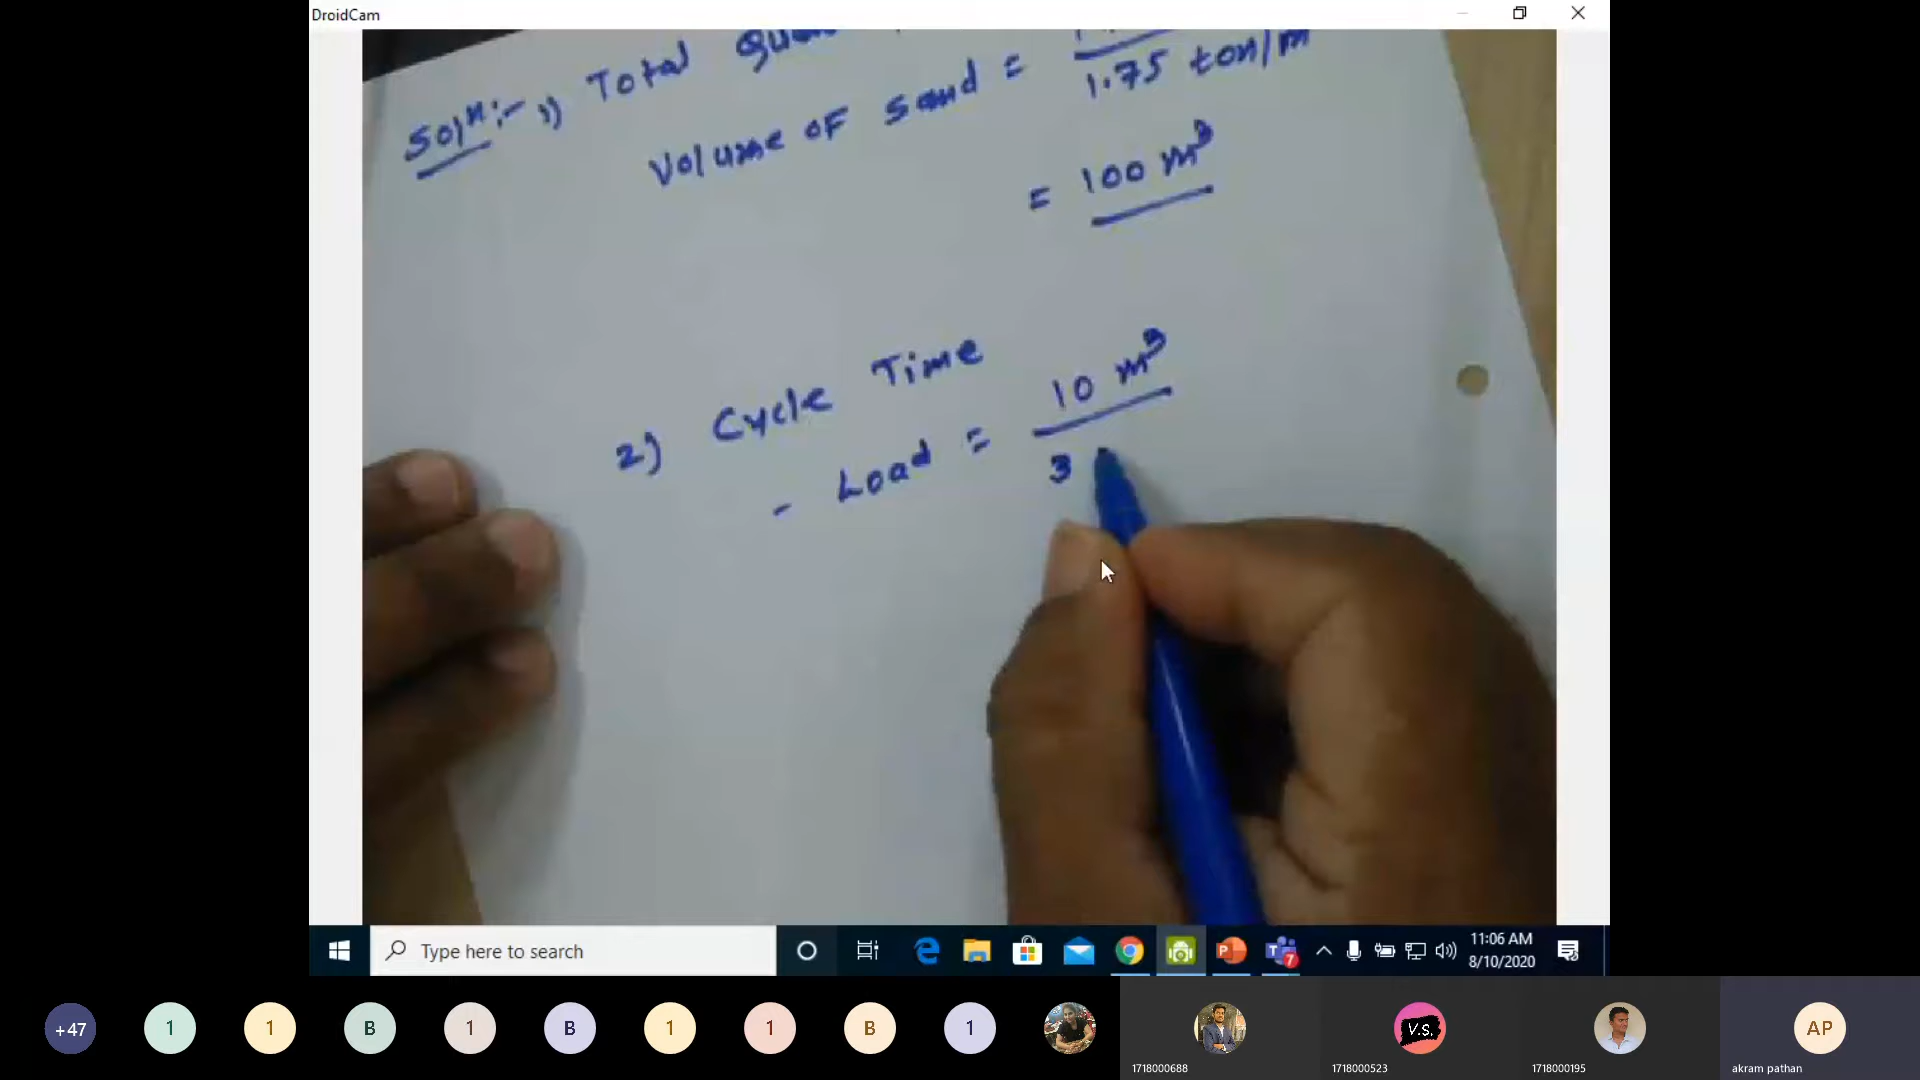 DroidCam
Soln:- 1) Total
Volume of Sand =
1.75 ton/m
= 100 m³
2) Cycle Time
- Load = 10 m³
3
Type here to search
11:06 AM
8/10/2020
7
+47 1 1 B 1 B 1 1 B 1 V.S. AP
1718000688 1718000523 1718000195 akram pathan